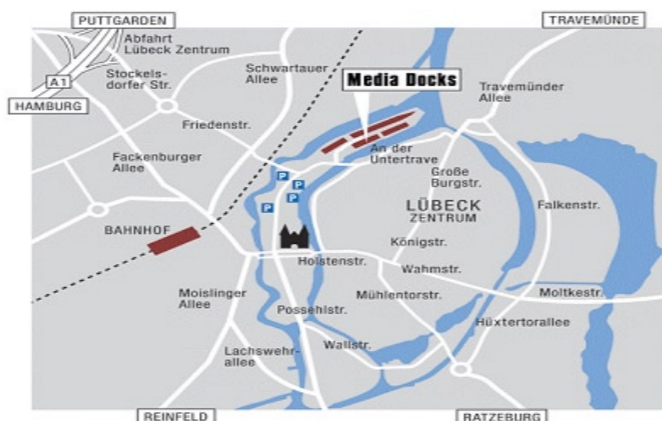 PUTTGARDEN
TRAVEMÜNDE
Abfahrt
Lübeck Zentrum
A1
Stockels-
dorfer Str.
HAMBURG
Schwartauer
Allee
Media Docks
Travemünder
Allee
Friedenstr.
An der
Untertrave
Fackenburger
Allee
Große
Burgstr.
P
P
P
P
LÜBECK
ZENTRUM
Falkenstr.
BAHNHOF
Königstr.
Holstenstr.
Wahmstr.
Moislinger
Allee
Mühlentorstr.
Moltkestr.
Possehlstr.
Hüxtertorallee
Wallstr.
Lachswehr-
allee
REINFELD
RATZEBURG